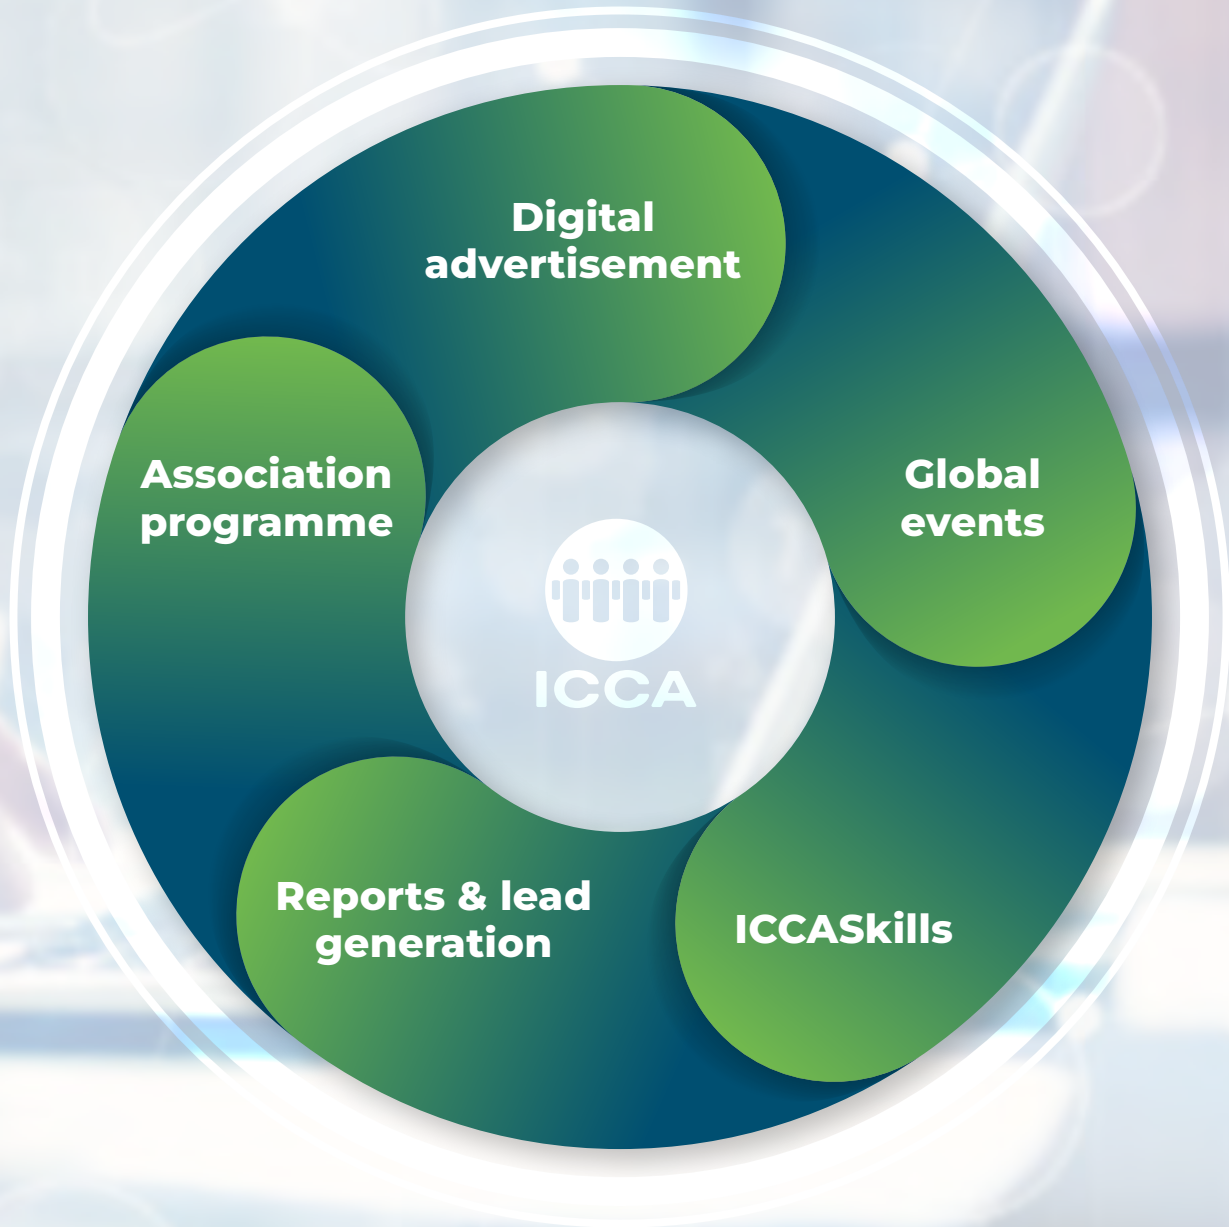 Digital
advertisement
Global
events
ICCASkills
Reports & lead
generation
Association
programme
ICCA